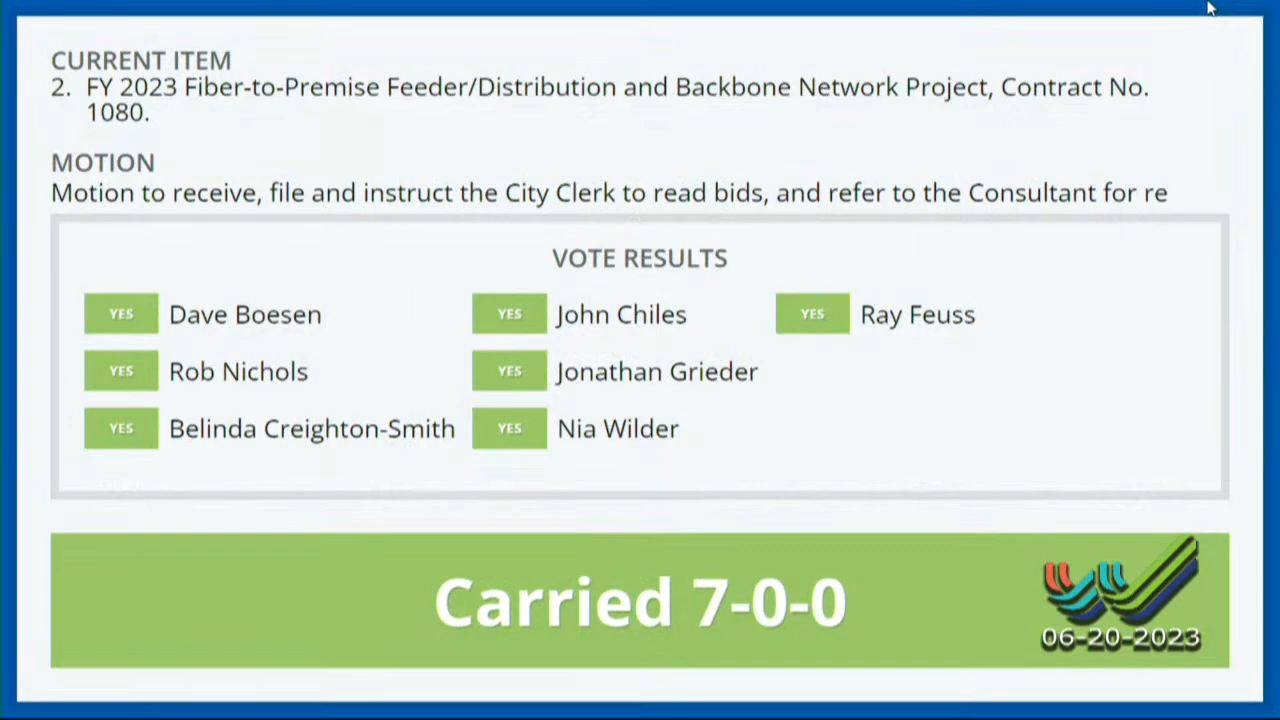 CURRENT ITEM
2. FY 2023 Fiber-to-Premise Feeder/Distribution and Backbone Network Project, Contract No.
1080.
MOTION
Motion to receive, file and instruct the City Clerk to read bids, and refer to the Consultant for re
VOTE RESULTS
YES Dave Boesen YES John Chiles YES Ray Feuss
YES Rob Nichols YES Jonathan Grieder
YES Belinda Creighton-Smith YES Nia Wilder
Carried 7-0-0
06-20-2023